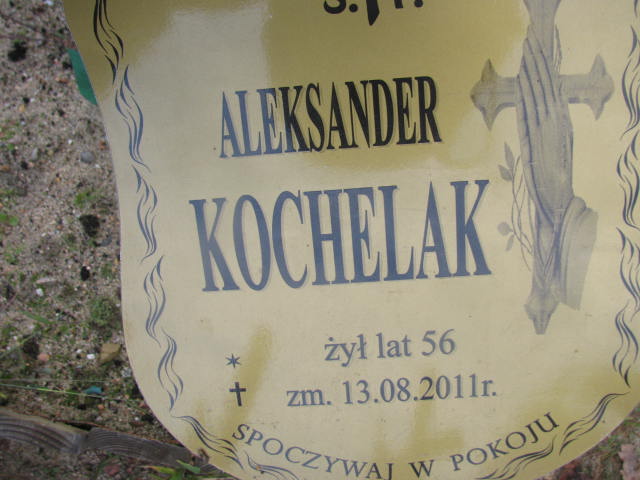 Ś.†P.
ALEKSANDER
KOCHELAK
żył lat 56
zm. 13.08.2011r.
SPOCZYWAJ W POKOJU